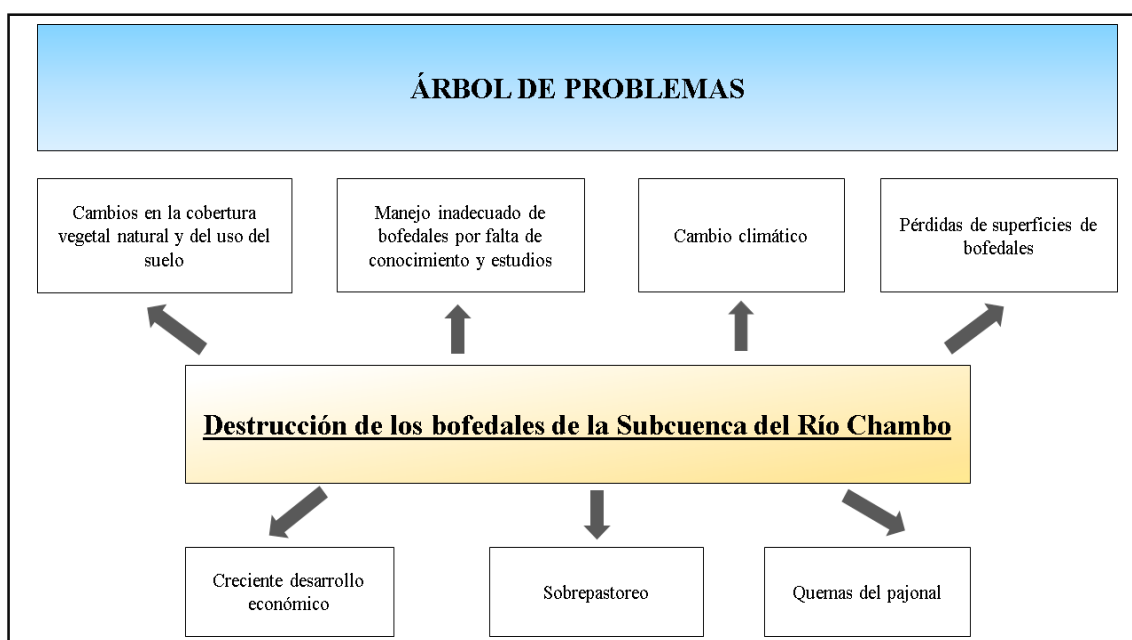 ÁRBOL DE PROBLEMAS
Cambios en la cobertura
vegetal natural y del uso del
suelo
Manejo inadecuado de
bofedales por falta de
conocimiento y estudios
Cambio climático
Pérdidas de superficies de
bofedales
Destrucción de los bofedales de la Subcuenca del Río Chambo
Creciente desarrollo
económico
Sobrepastoreo
Quemas del pajonal